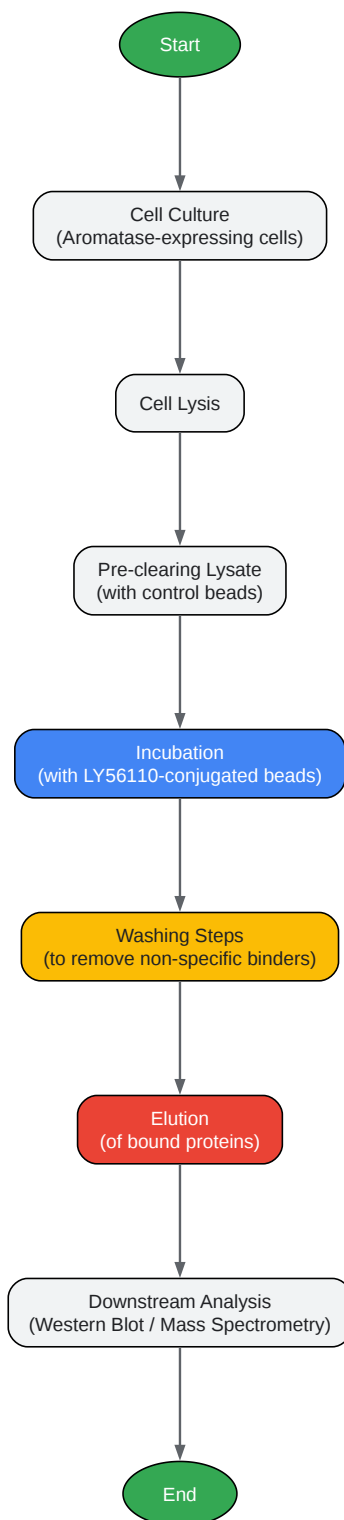 Start
Cell Culture
(Aromatase-expressing cells)
Cell Lysis
Pre-clearing Lysate
(with control beads)
Incubation
(with LY56110-conjugated beads)
Washing Steps
(to remove non-specific binders)
Elution
(of bound proteins)
Downstream Analysis
(Western Blot / Mass Spectrometry)
End